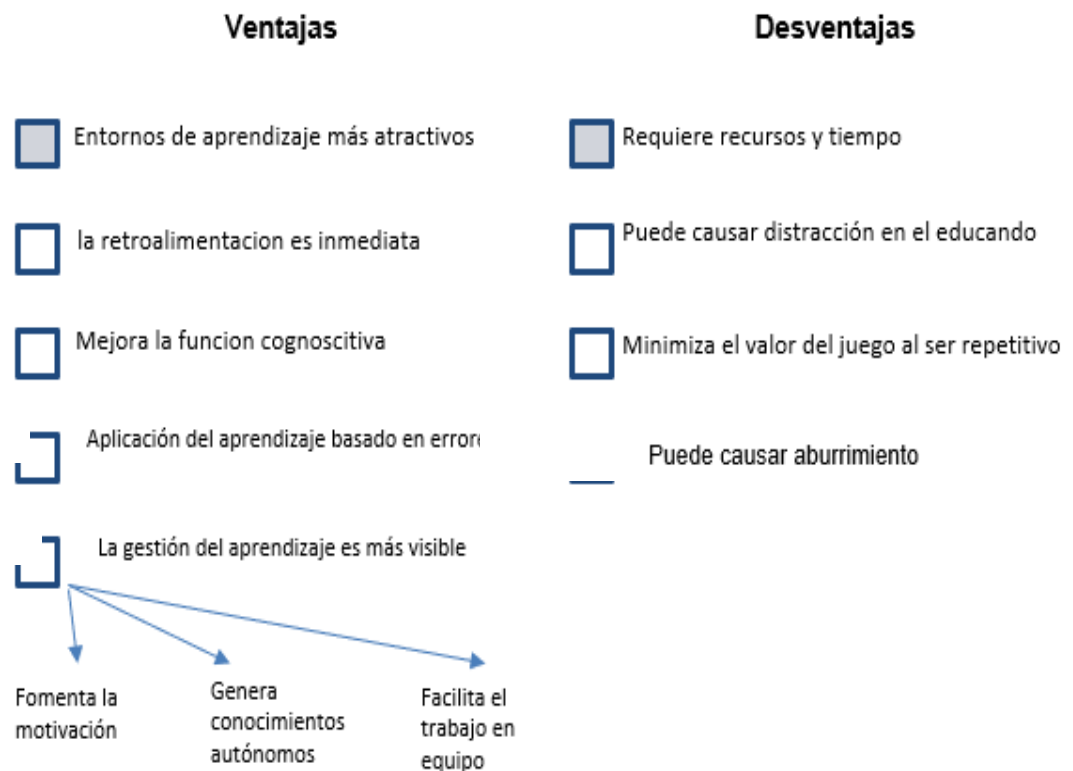 Ventajas
Desventajas
Entornos de aprendizaje más atractivos
Requiere recursos y tiempo
la retroalimentacion es inmediata
Puede causar distracción en el educando
Mejora la funcion cognoscitiva
Minimiza el valor del juego al ser repetitivo
Aplicación del aprendizaje basado en
Puede causar aburrimiento
La gestión del aprendizaje es más visible
Fomenta la
motivación
Genera
conocimientos
autónomos
Facilita el
trabajo en
equipo